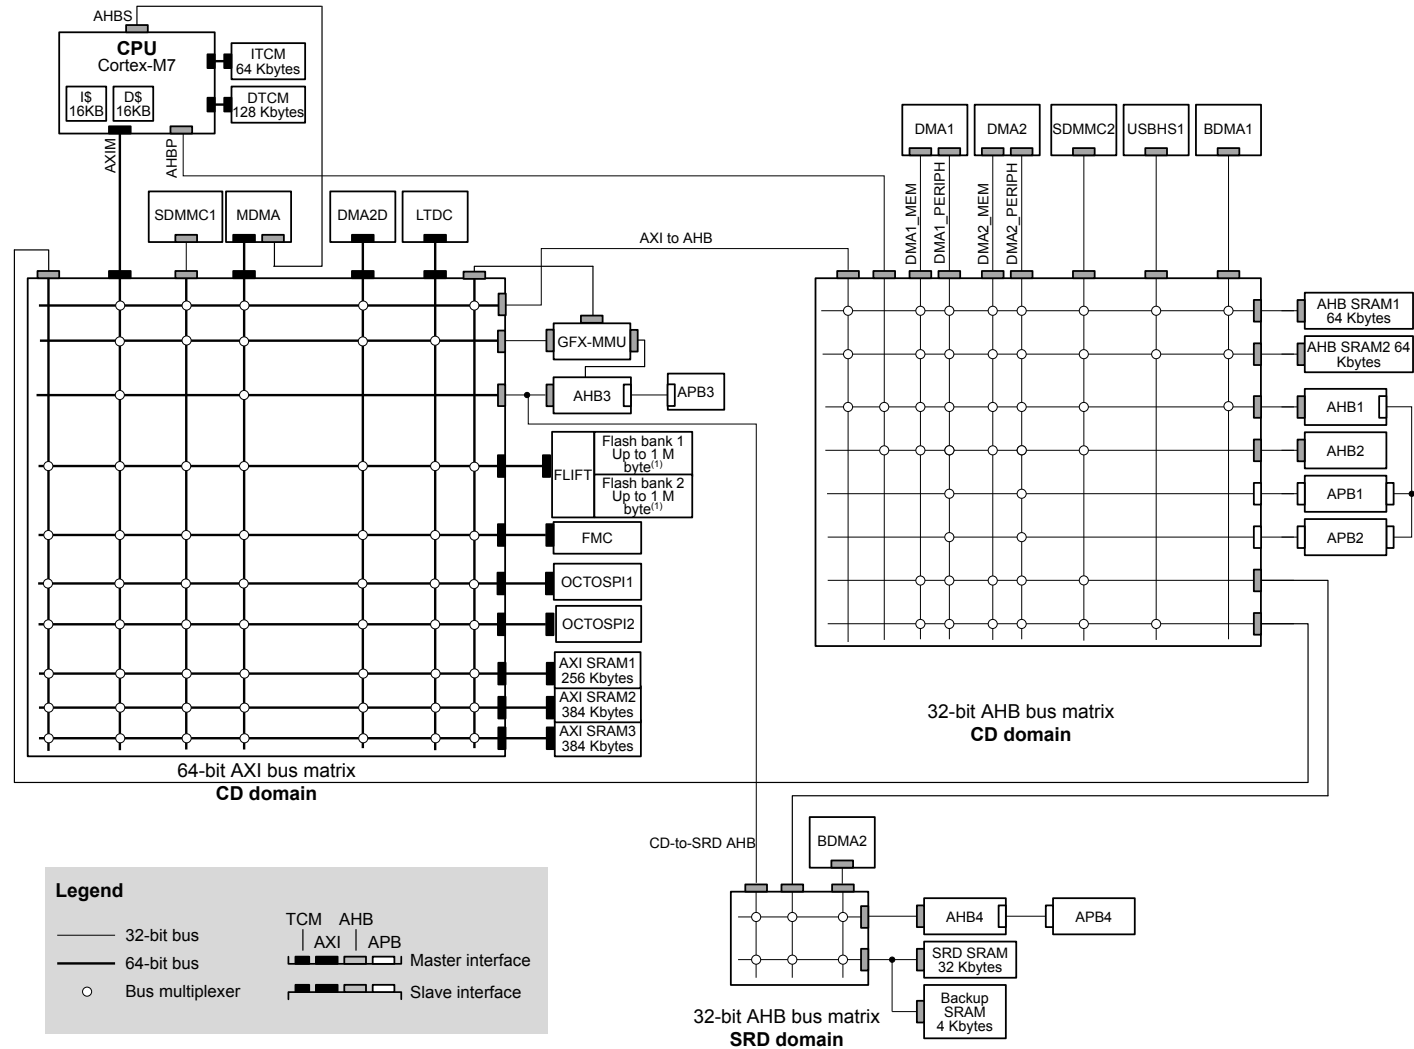 AHBS
CPU
Cortex-M7
I$
16KB
D$
16KB
ITCM
64 Kbytes
DTCM
128 Kbytes
AXIM
AHBP
SDMMC1
MDMA
DMA2D
LTDC
AXI to AHB
GFX-MMU
AHB3
APB3
FLIFT
Flash bank 1
Up to 1 M
byte(1)
Flash bank 2
Up to 1 M
byte(1)
FMC
OCTOSPI1
OCTOSPI2
AXI SRAM1
256 Kbytes
AXI SRAM2
384 Kbytes
AXI SRAM3
384 Kbytes
64-bit AXI bus matrix
CD domain
DMA1
DMA2
SDMMC2
USBHS1
BDMA1
DMA1_MEM
DMA1_PERIPH
DMA2_MEM
DMA2_PERIPH
AHB SRAM1
64 Kbytes
AHB SRAM2 64
Kbytes
AHB1
AHB2
APB1
APB2
32-bit AHB bus matrix
CD domain
CD-to-SRD AHB
BDMA2
AHB4
APB4
SRD SRAM
32 Kbytes
Backup
SRAM
4 Kbytes
32-bit AHB bus matrix
SRD domain
Legend
32-bit bus
64-bit bus
Bus multiplexer
TCM
AHB
AXI
APB
Master interface
Slave interface